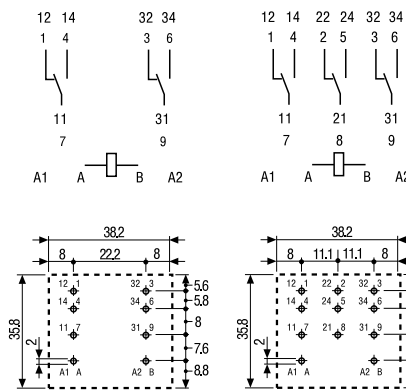 12 14 32 34
1 4 3 6
11 31
7 9
A1 A B A2
12 14 22 24 32 34
1 4 2 5 3 6
11 21 31
7 8 9
A1 A B A2
38.2
8 22.2 8
35.8
2
12 1 32 3
14 4 34 6
11 7 31 9
A1 A A2 B
5.6
5.8
8
7.6
8.8
38.2
8 11.1 11.1 8
35.8
2
12 1 22 2 32 3
14 4 24 5 34 6
11 7 21 8 31 9
A1 A A2 B